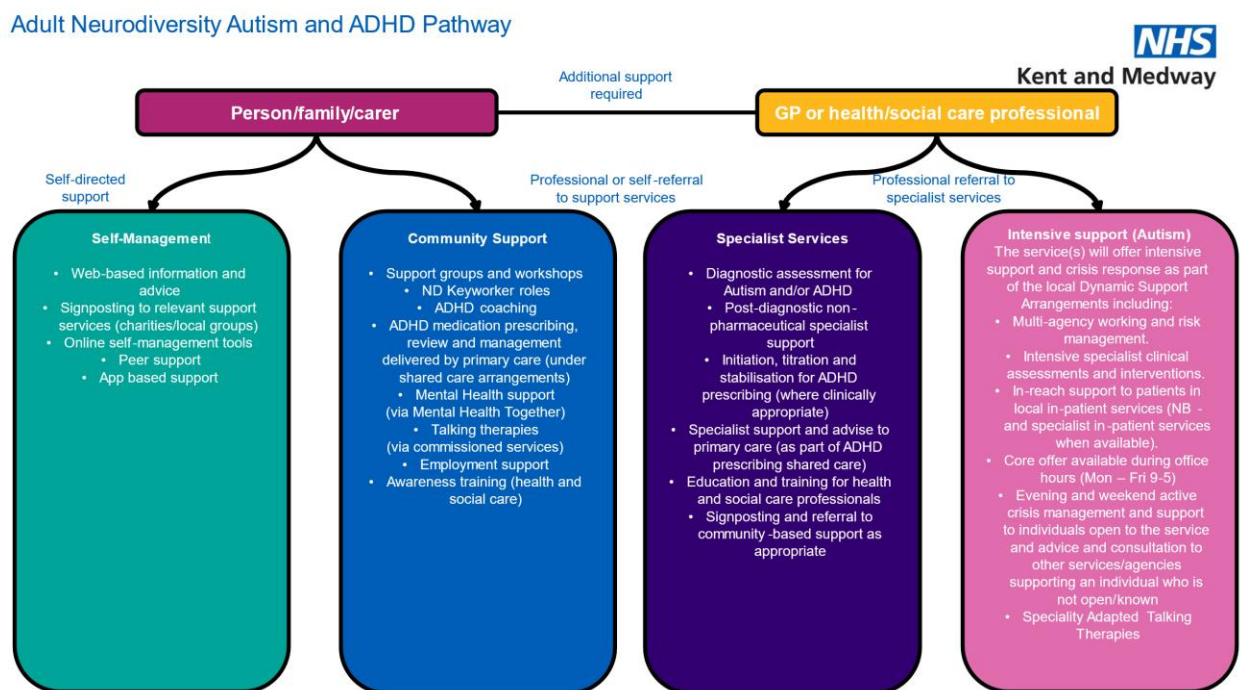 Adult Neurodiversity Autism and ADHD Pathway
NHS
Kent and Medway
Additional support
required
Person/family/carer
GP or health/social care professional
Self-directed
support
Professional or self-referral
to support services
Professional referral to
specialist services
Self-Management
• Web-based information and
advice
• Signposting to relevant support
services (charities/local groups)
• Online self-management tools
• Peer support
• App based support
Community Support
• Support groups and workshops
• ND Keyworker roles
• ADHD coaching
• ADHD medication prescribing,
review and management
delivered by primary care (under
shared care arrangements)
• Mental Health support
(via Mental Health Together)
• Talking therapies
(via commissioned services)
• Employment support
• Awareness training (health and
social care)
Specialist Services
• Diagnostic assessment for
Autism and/or ADHD
• Post-diagnostic non-
pharmaceutical specialist
support
• Initiation, titration and
stabilisation for ADHD
prescribing (where clinically
appropriate)
• Specialist support and advise to
primary care (as part of ADHD
prescribing shared care)
• Education and training for health
and social care professionals
• Signposting and referral to
community-based support as
appropriate
Intensive support (Autism)
The service(s) will offer intensive
support and crisis response as part
of the local Dynamic Support
Arrangements including:
• Multi-agency working and risk
management.
• Intensive specialist clinical
assessments and interventions.
• In-reach support to patients in
local in-patient services (NB -
and specialist in-patient services
when available).
• Core offer available during office
hours (Mon – Fri 9-5)
• Evening and weekend active
crisis management and support
to individuals open to the service
and advice and consultation to
other services/agencies
supporting an individual who is
not open/known
• Speciality Adapted Talking
Therapies